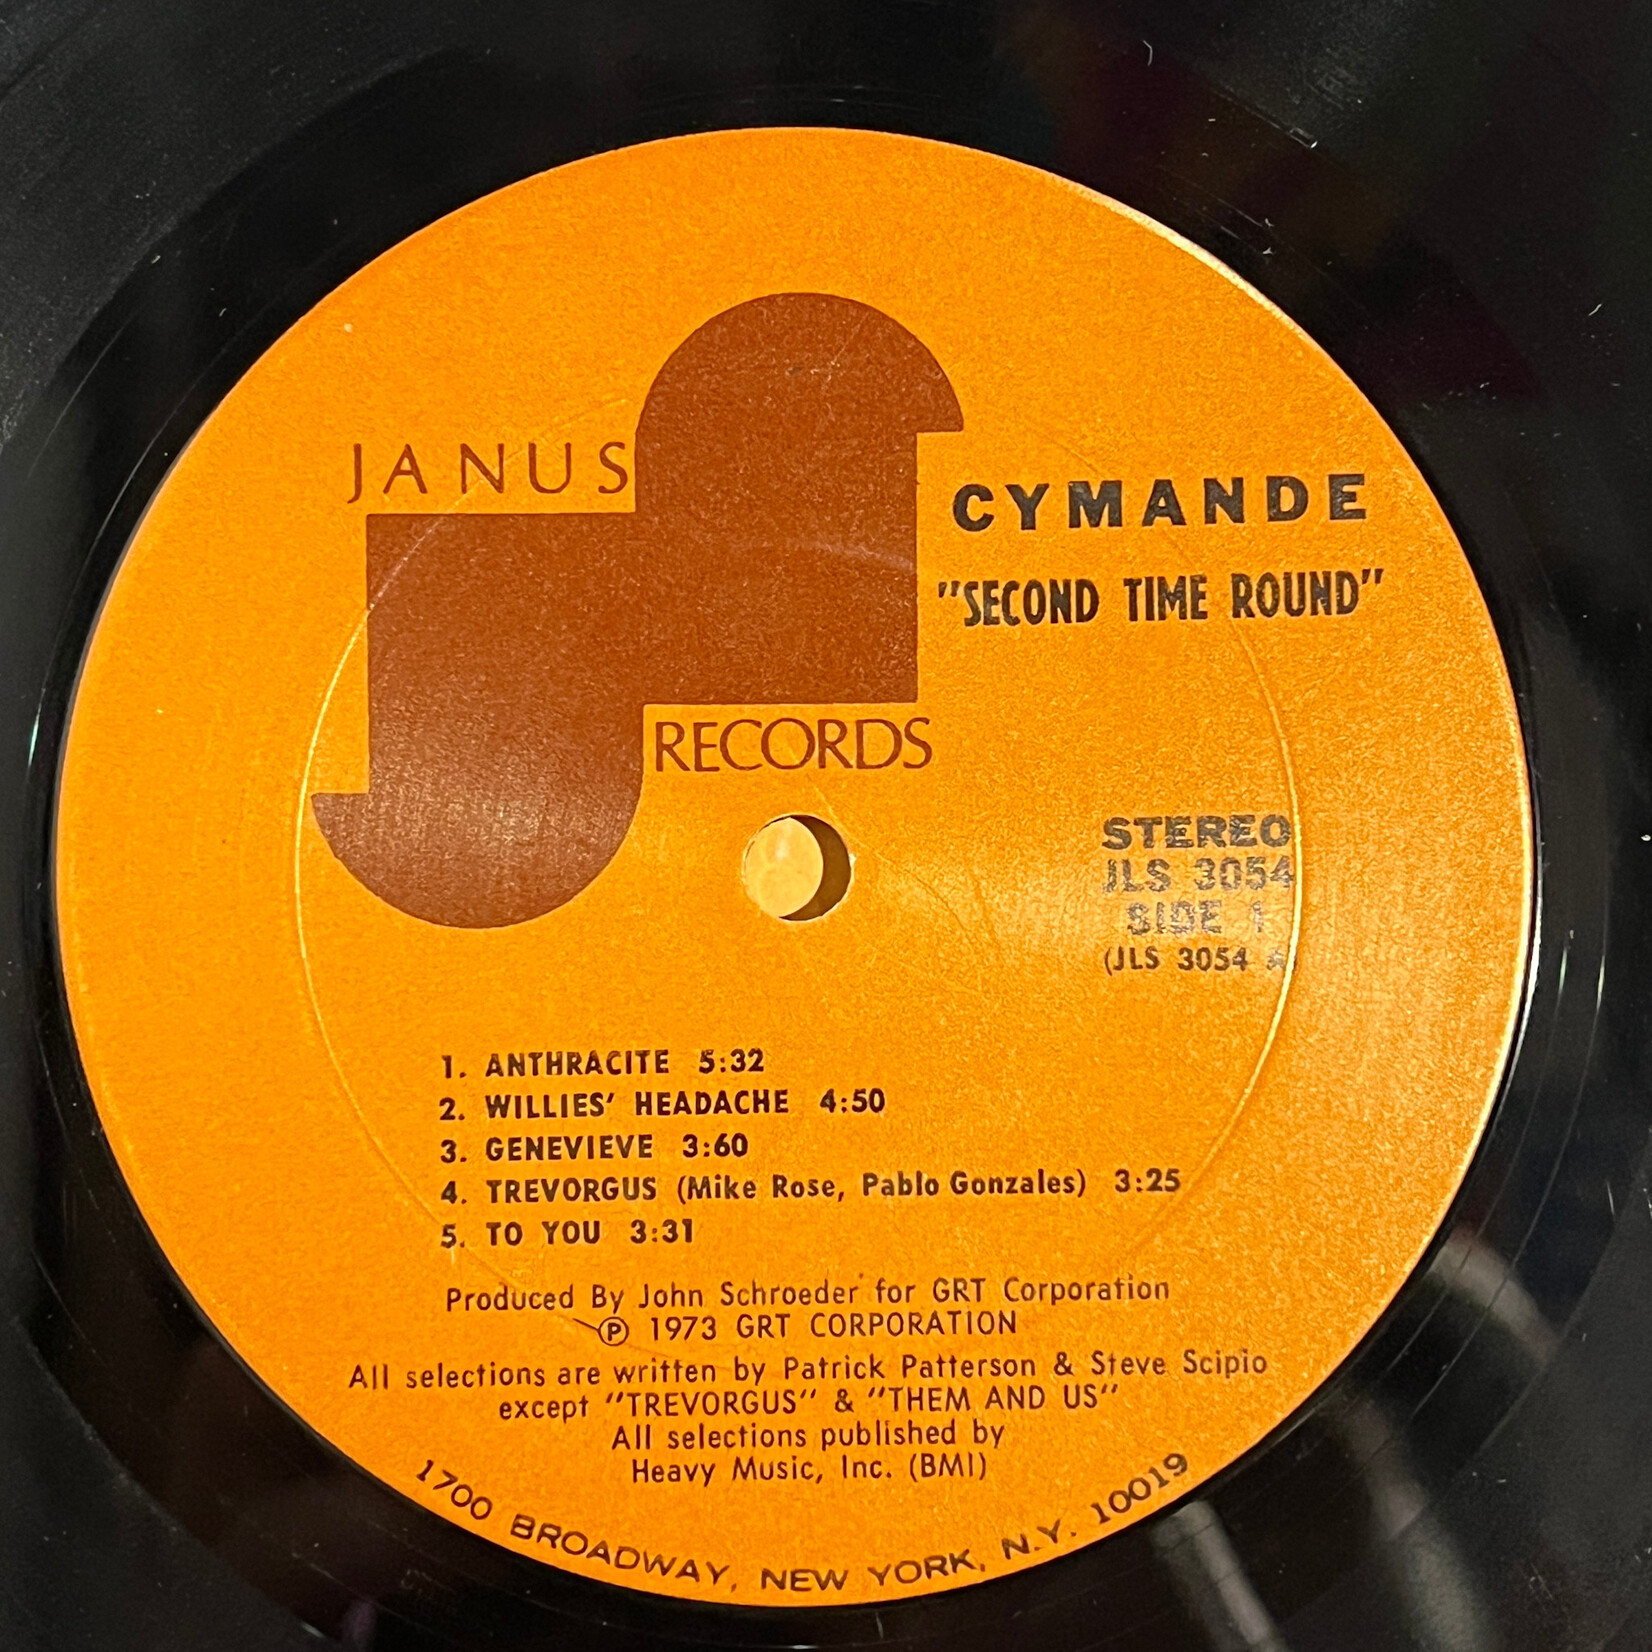 JANUS
RECORDS
CYMANDE
"SECOND TIME ROUND"
STEREO
JLS 3054
SIDE 1
(JLS 3054
1. ANTHRACITE 5:32
2. WILLIES' HEADACHE 4:50
3. GENEVIEVE 3:60
4. TREVORGUS (Mike Rose, Pablo Gonzales) 3:25
5. TO YOU 3:31
Produced By John Schroeder for GRT Corporation
Ⓟ 1973 GRT CORPORATION
All selections are written by Patrick Patterson & Steve Scipio
except "TREVORGUS" & "THEM AND US"
All selections published by
Heavy Music, Inc. (BMI)
1700 BROADWAY, NEW YORK, N.Y. 10019